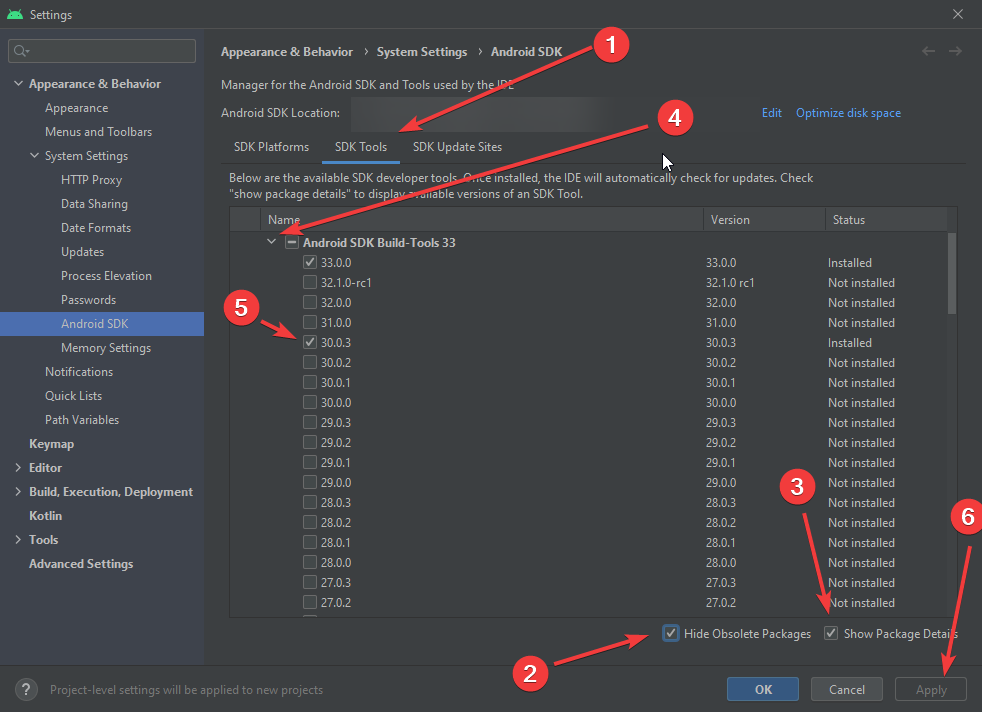 Settings
Appearance & Behavior
Appearance
Menus and Toolbars
System Settings
HTTP Proxy
Data Sharing
Date Formats
Updates
Process Elevation
Passwords
Android SDK
Memory Settings
Notifications
Quick Lists
Path Variables
Keymap
Editor
Build, Execution, Deployment
Kotlin
Tools
Advanced Settings
Appearance & Behavior › System Settings › Android SDK
1
Manager for the Android SDK and Tools used by the IDE
Android SDK Location:
Edit Optimize disk space
4
SDK Platforms SDK Tools SDK Update Sites
Below are the available SDK developer tools. Once installed, the IDE will automatically check for updates. Check
"show package details" to display available versions of an SDK Tool.
Name Version Status
Android SDK Build-Tools 33
33.0.0 33.0.0 Installed
32.1.0-rc1 32.1.0 rc1 Not installed
32.0.0 32.0.0 Not installed
5
31.0.0 31.0.0 Not installed
30.0.3 30.0.3 Installed
30.0.2 30.0.2 Not installed
30.0.1 30.0.1 Not installed
30.0.0 30.0.0 Not installed
29.0.3 29.0.3 Not installed
29.0.2 29.0.2 Not installed
29.0.1 29.0.1 Not installed
29.0.0 29.0.0 Not installed
3
28.0.3 28.0.3 Not installed
6
28.0.2 28.0.2 Not installed
28.0.1 28.0.1 Not installed
28.0.0 28.0.0 Not installed
27.0.3 27.0.3 Not installed
27.0.2 27.0.2 Not installed
Hide Obsolete Packages Show Package Details
2
? Project-level settings will be applied to new projects
OK Cancel Apply